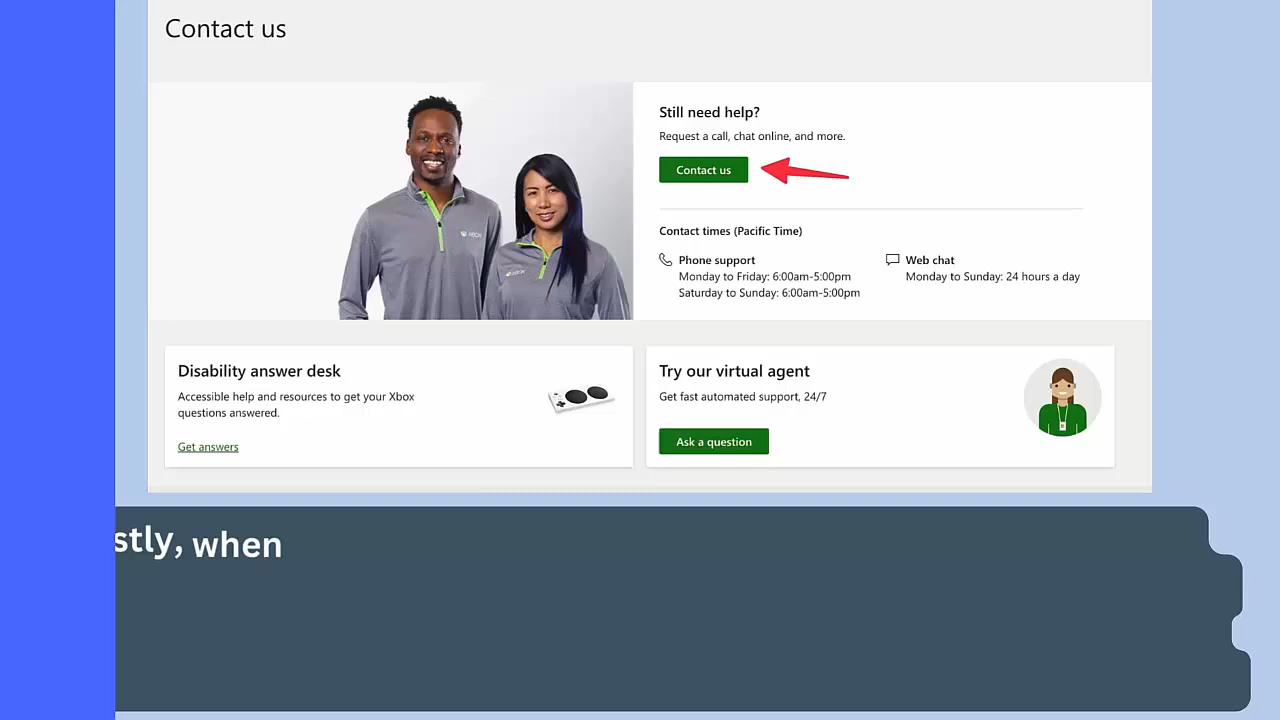 Contact us
Still need help?
Request a call, chat online, and more.
Contact us
Contact times (Pacific Time)
Phone support
Monday to Friday: 6:00am-5:00pm
Saturday to Sunday: 6:00am-5:00pm
Web chat
Monday to Sunday: 24 hours a day
XBOX
XBOX
Disability answer desk
Accessible help and resources to get your Xbox
questions answered.
Get answers
Try our virtual agent
Get fast automated support, 24/7
Ask a question
stly, when